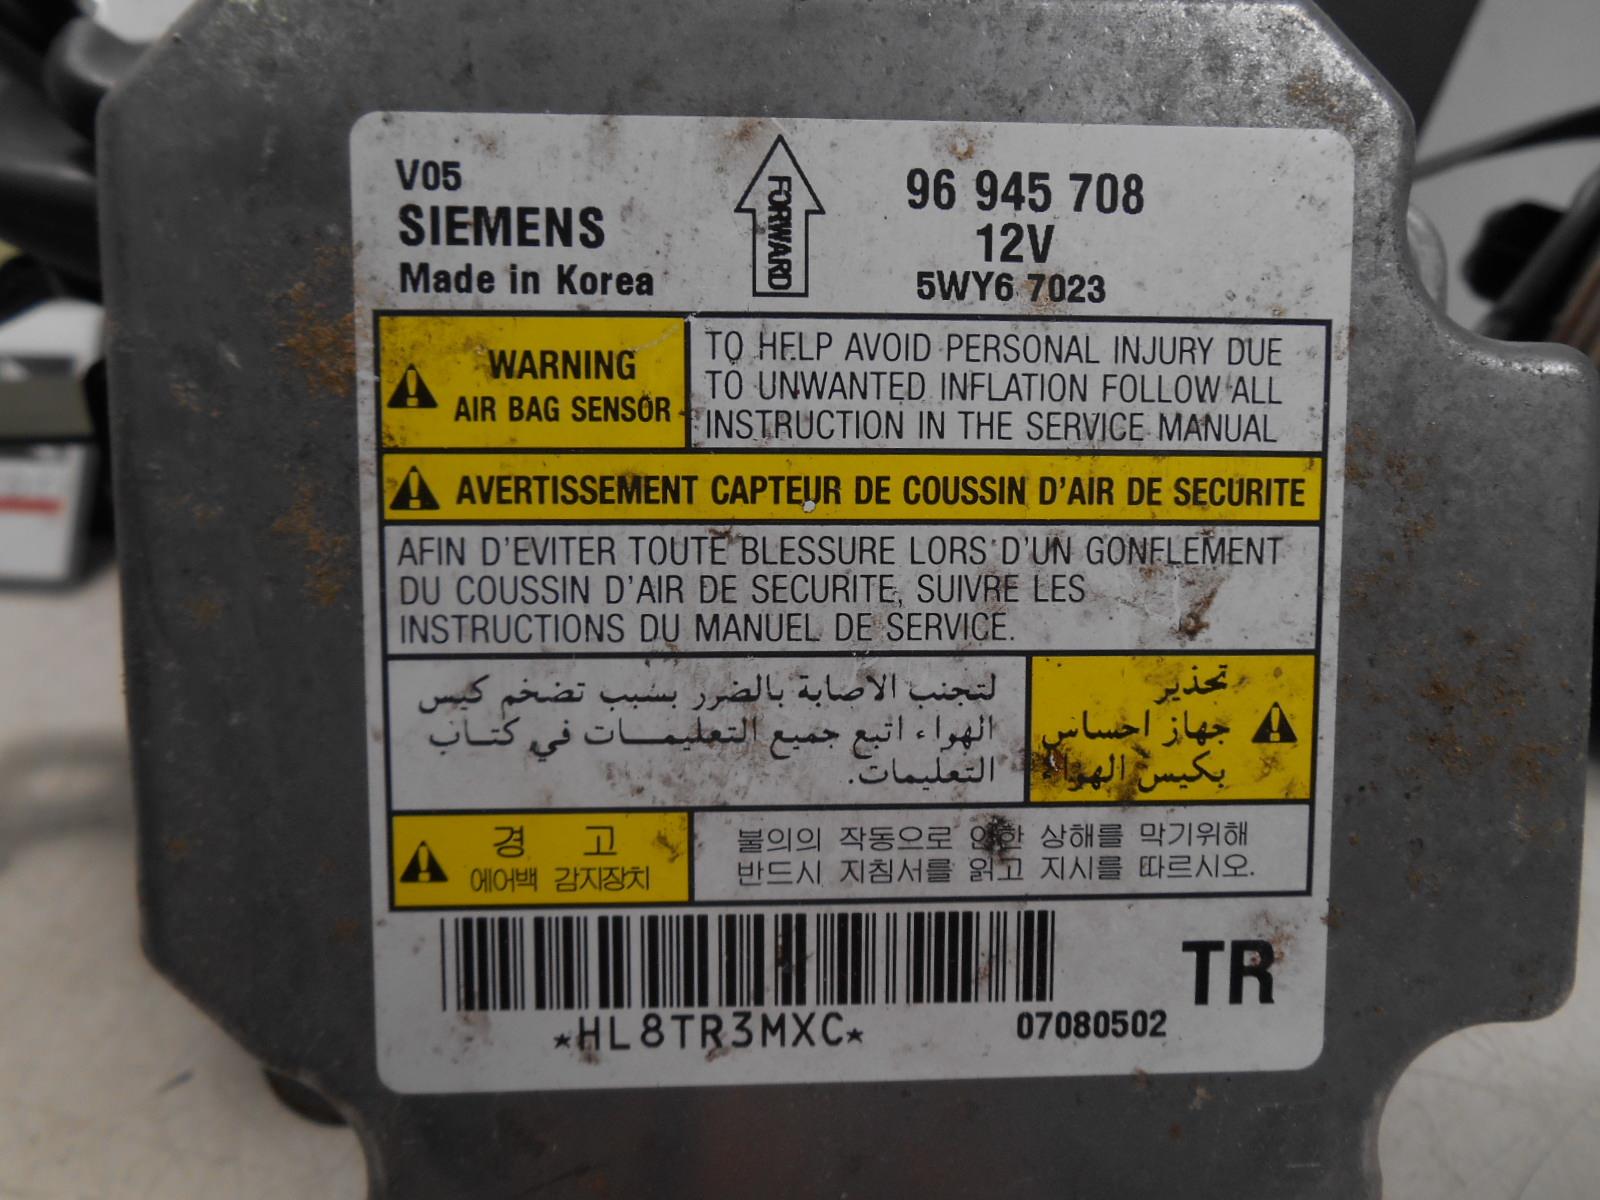 V05
SIEMENS
Made in Korea
FORWARD
96 945 708
12V
5WY6 7023
WARNING
AIR BAG SENSOR
TO HELP AVOID PERSONAL INJURY DUE
TO UNWANTED INFLATION FOLLOW ALL
INSTRUCTION IN THE SERVICE MANUAL
AVERTISSEMENT CAPTEUR DE COUSSIN D'AIR DE SECURITE
AFIN D'EVITER TOUTE BLESSURE LORS D'UN GONFLEMENT
DU COUSSIN D'AIR DE SECURITE, SUIVRE LES
INSTRUCTIONS DU MANUEL DE SERVICE.
تحذير
جهاز احساس
بكيس الهواء
لتجنب الاصابة بالضرر بسبب تضخم كيس
الهواء اتبع جميع التعليمـــات في كتـاب
التعليمات.
경 고
에어백 감지장치
불의의 작동으로 인한 상해를 막기위해
반드시 지침서를 읽고 지시를 따르시오.
*HL8TR3MXC*
07080502
TR